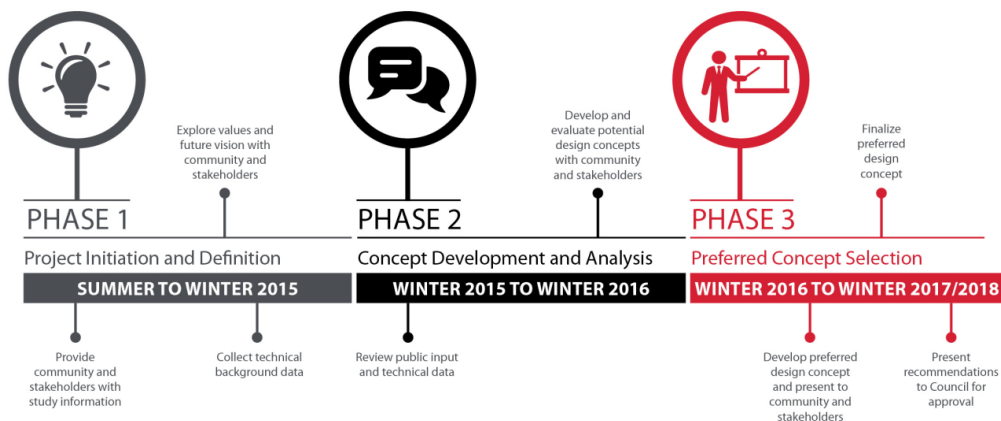 Explore values and
future vision with
community and
stakeholders
PHASE 1
Project Initiation and Definition
SUMMER TO WINTER 2015
Provide
community and
stakeholders with
study information
Collect technical
background data
Develop and
evaluate potential
design concepts
with community
and stakeholders
PHASE 2
Concept Development and Analysis
WINTER 2015 TO WINTER 2016
Review public input
and technical data
Finalize
preferred
design
concept
PHASE 3
Preferred Concept Selection
WINTER 2016 TO WINTER 2017/2018
Develop preferred
design concept
and present to
community and
stakeholders
Present
recommendations
to Council for
approval